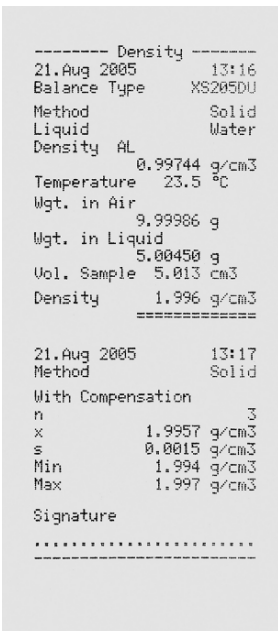 -------- Density -------
21.Aug 2005 13:16
Balance Type XS205DU
Method Solid
Liquid Water
Density AL
0.99744 g/cm3
Temperature 23.5 °C
Wgt. in Air
9.99986 g
Wgt. in Liquid
5.00450 g
Vol. Sample 5.013 cm3
Density 1.996 g/cm3
=============
21.Aug 2005 13:17
Method Solid
With Compensation
n 3
x 1.9957 g/cm3
s 0.0015 g/cm3
Min 1.994 g/cm3
Max 1.997 g/cm3
Signature
........................
------------------------